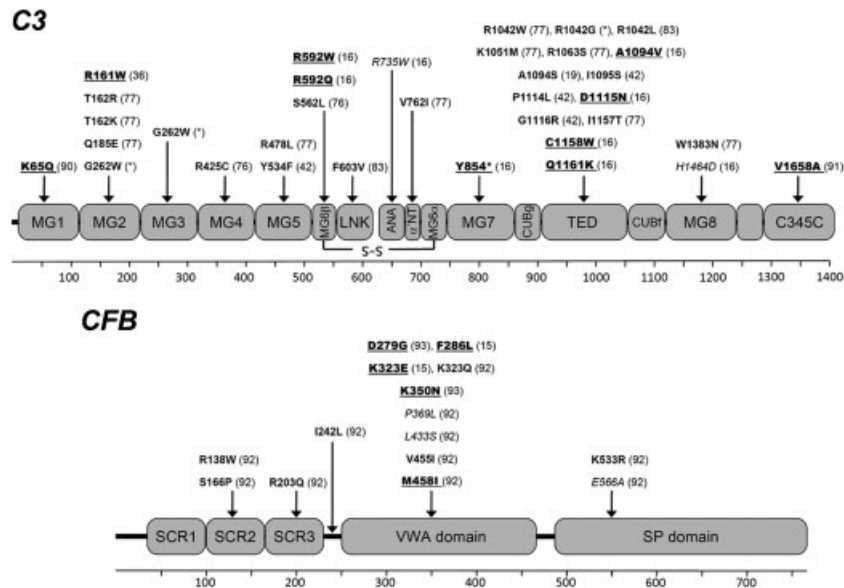 C3
R1042W (77), R1042G (*), R1042L (83)
R592W (16) R735W (16) K1051M (77), R1063S (77), A1094V (16)
R161W (36) R592Q (16) A1094S (19), I1095S (42)
T162R (77) S562L (76) V762I (77) P1114L (42), D1115N (16)
T162K (77) G262W (*) G1116R (42), I1157T (77)
Q185E (77) R478L (77) C1158W (16) W1383N (77)
K65Q (90) G262W (*) R425C (76) Y534F (42) F603V (83) Y854* (16) Q1161K (16) H1464D (16) V1658A (91)
MG1 MG2 MG3 MG4 MG5 MG6β LNK ANA α'NT MG6α MG7 CUBg TED CUBf MG8 C345C
S-S
100 200 300 400 500 600 700 800 900 1000 1100 1200 1300 1400
CFB
D279G (93), F286L (15)
K323E (15), K323Q (92)
K350N (93)
P369L (92)
I242L (92) L433S (92)
R138W (92) V455I (92) K533R (92)
S166P (92) R203Q (92) M458I (92) E566A (92)
SCR1 SCR2 SCR3 VWA domain SP domain
100 200 300 400 500 600 700